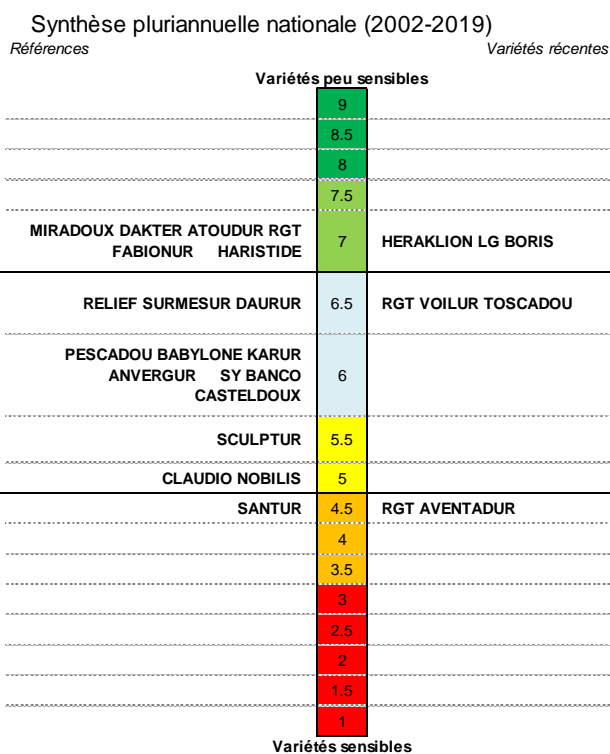 Synthèse pluriannuelle nationale (2002-2019)
Références Variétés récentes
Variétés peu sensibles
9
8.5
8
7.5
MIRADOUX DAKTER ATOUDUR RGT
FABIONUR HARISTIDE 7 HERAKLION LG BORIS
RELIEF SURMESUR DAURUR 6.5 RGT VOILUR TOSCADOU
PESCADOU BABYLONE KARUR
ANVERGUR SY BANCO 6
CASTELDOUX
SCULPTUR 5.5
CLAUDIO NOBILIS 5
SANTUR 4.5 RGT AVENTADUR
4
3.5
3
2.5
2
1.5
1
Variétés sensibles